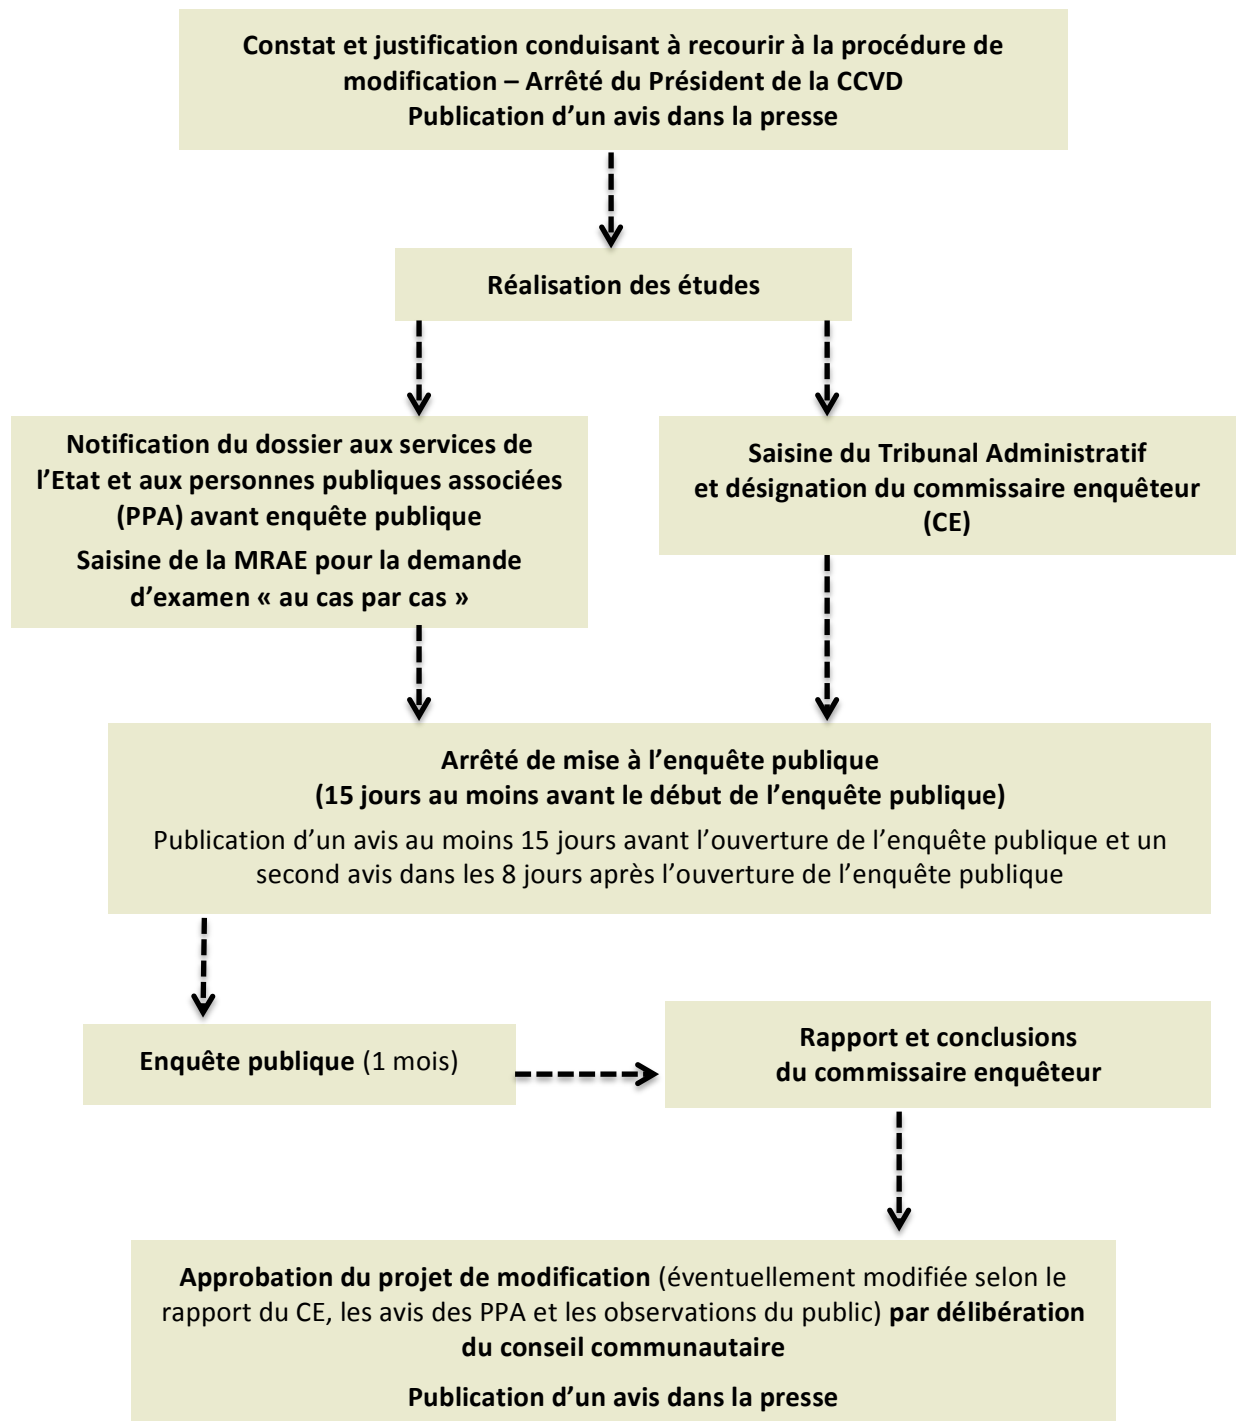 Constat et justification conduisant à recourir à la procédure de
modification – Arrêté du Président de la CCVD
Publication d’un avis dans la presse
Réalisation des études
Notification du dossier aux services de
l’Etat et aux personnes publiques associées
(PPA) avant enquête publique
Saisine de la MRAE pour la demande
d’examen « au cas par cas »
Saisine du Tribunal Administratif
et désignation du commissaire enquêteur
(CE)
Arrêté de mise à l’enquête publique
(15 jours au moins avant le début de l’enquête publique)
Publication d’un avis au moins 15 jours avant l’ouverture de l’enquête publique et un
second avis dans les 8 jours après l’ouverture de l’enquête publique
Enquête publique (1 mois)
Rapport et conclusions
du commissaire enquêteur
Approbation du projet de modification (éventuellement modifiée selon le
rapport du CE, les avis des PPA et les observations du public) par délibération
du conseil communautaire
Publication d’un avis dans la presse